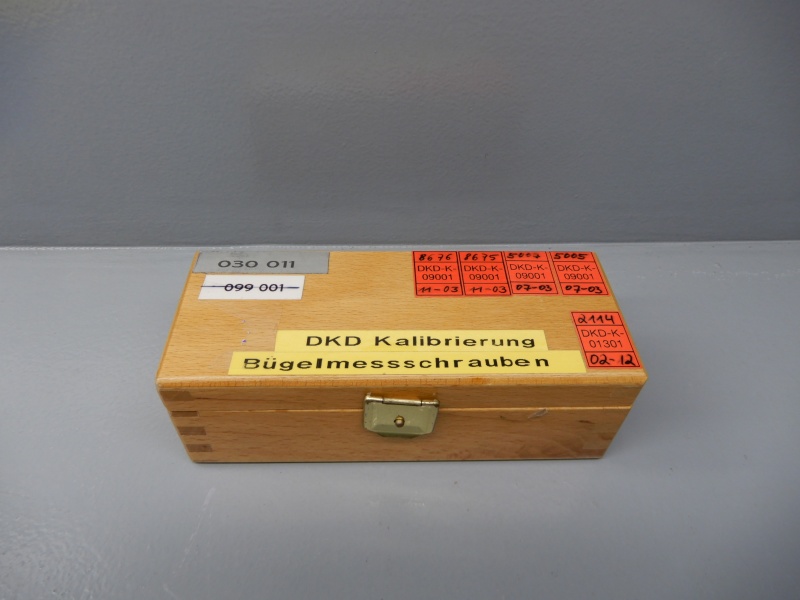 030 011
099 001
8676
DKD-K-
09001
11-03
8675
DKD-K-
09001
11-03
5007
DKD-K-
09001
07-03
5005
DKD-K-
09001
07-03
2114
DKD-K-
01301
02-12
DKD Kalibrierung
Bügelmessschrauben